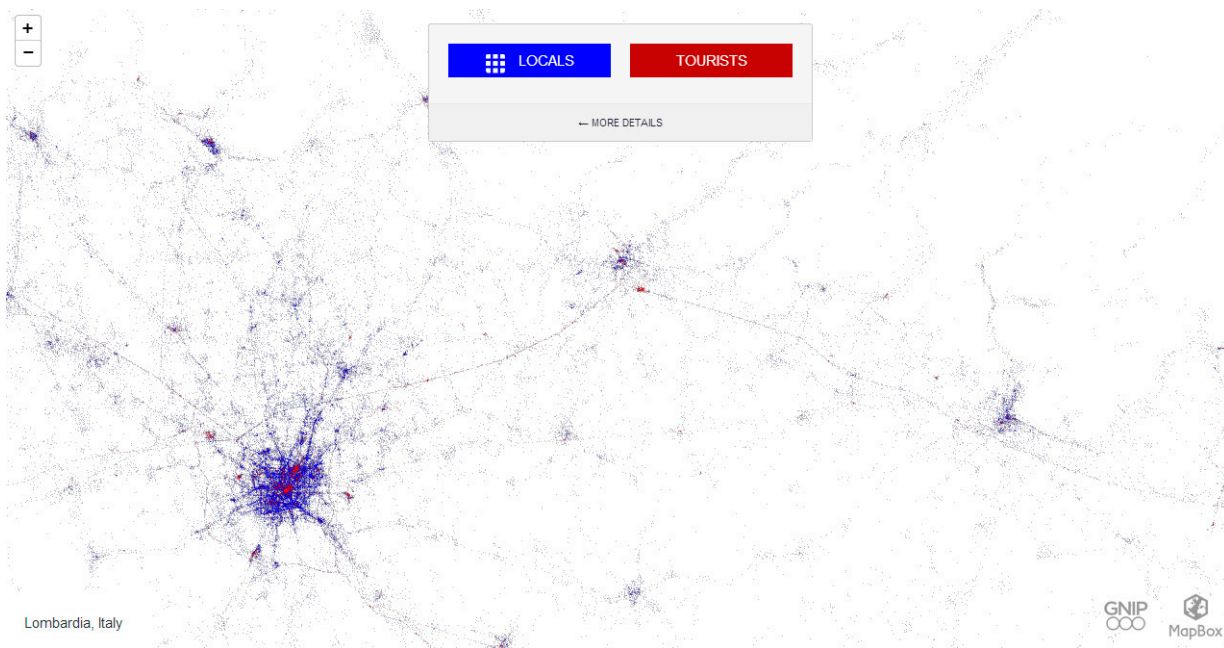 +
−
LOCALS
TOURISTS
← MORE DETAILS
Lombardia, Italy
GNIP
MapBox